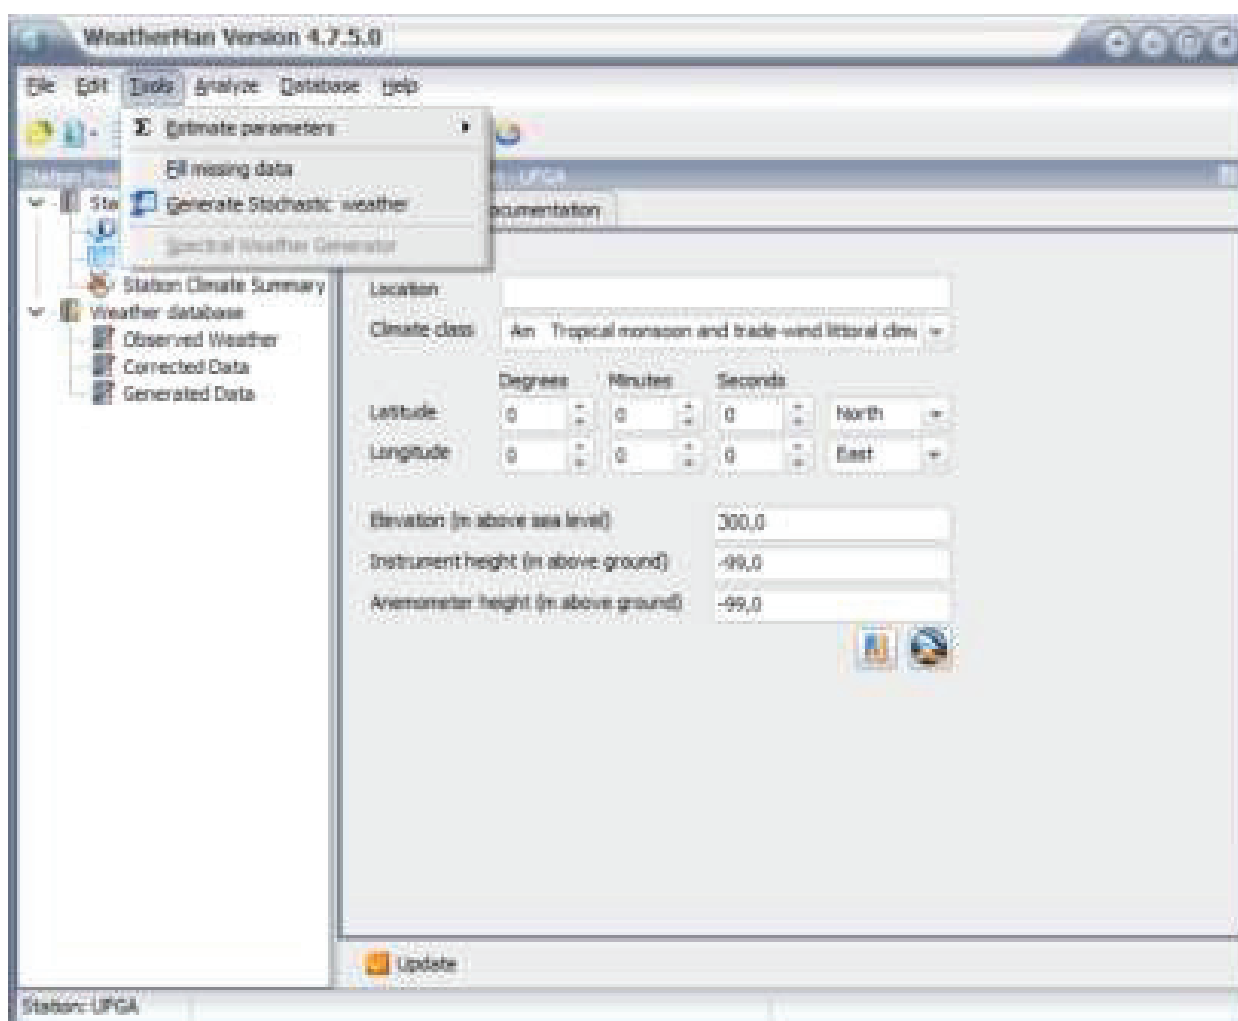 WeatherMan Version 4.7.5.0
File Edit Tools Analyze Database Help
Σ Estimate parameters
Fill missing data
Generate Stochastic weather
Spectral Weather Generator
: UFGA
Sta
ocumentation
Station Climate Summary
Weather database
Observed Weather
Corrected Data
Generated Data
Location
Climate class Am Tropical monsoon and trade-wind littoral clim
Degrees Minutes Seconds
Latitude 0 0 0 North
Longitude 0 0 0 East
Elevation (m above sea level) 300,0
Instrument height (m above ground) -99,0
Anemometer height (m above ground) -99,0
Update
Station: UFGA